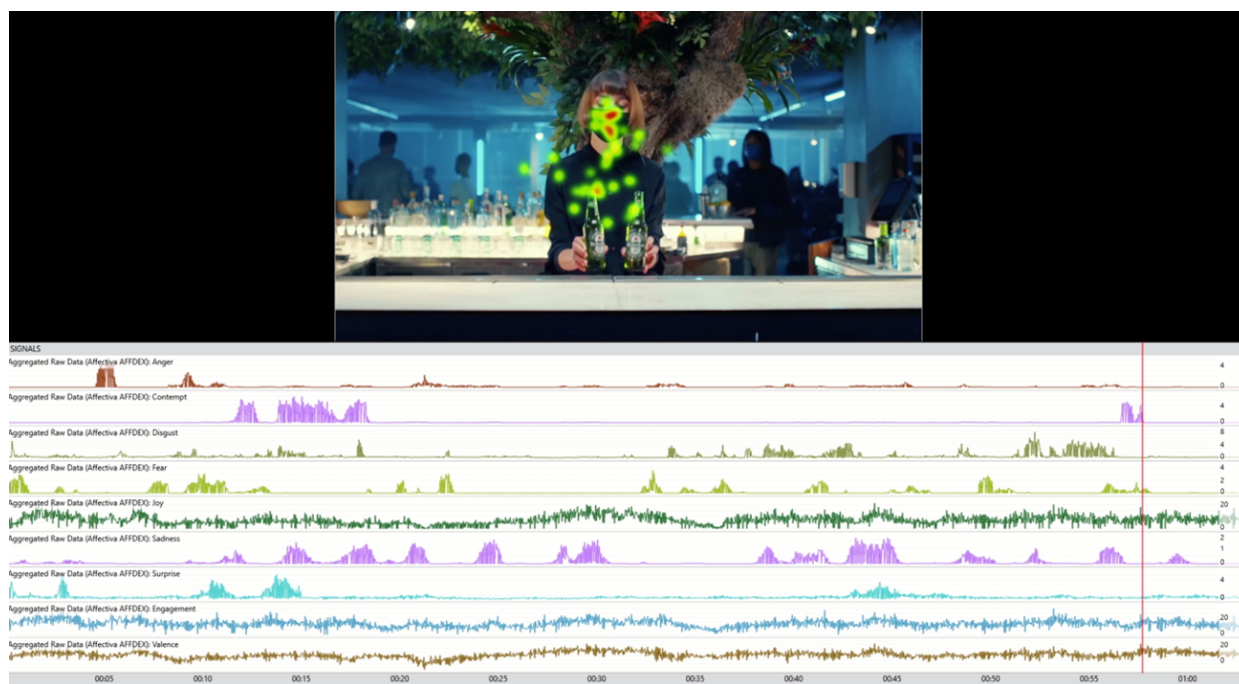 SIGNALS
Aggregated Raw Data (Affectiva AFFDEX): Anger
4
0
Aggregated Raw Data (Affectiva AFFDEX): Contempt
4
0
Aggregated Raw Data (Affectiva AFFDEX): Disgust
8
4
0
Aggregated Raw Data (Affectiva AFFDEX): Fear
4
2
0
Aggregated Raw Data (Affectiva AFFDEX): Joy
20
0
Aggregated Raw Data (Affectiva AFFDEX): Sadness
2
1
0
Aggregated Raw Data (Affectiva AFFDEX): Surprise
4
0
Aggregated Raw Data (Affectiva AFFDEX): Engagement
20
0
Aggregated Raw Data (Affectiva AFFDEX): Valence
20
0
00:05 00:10 00:15 00:20 00:25 00:30 00:35 00:40 00:45 00:50 00:55 01:00